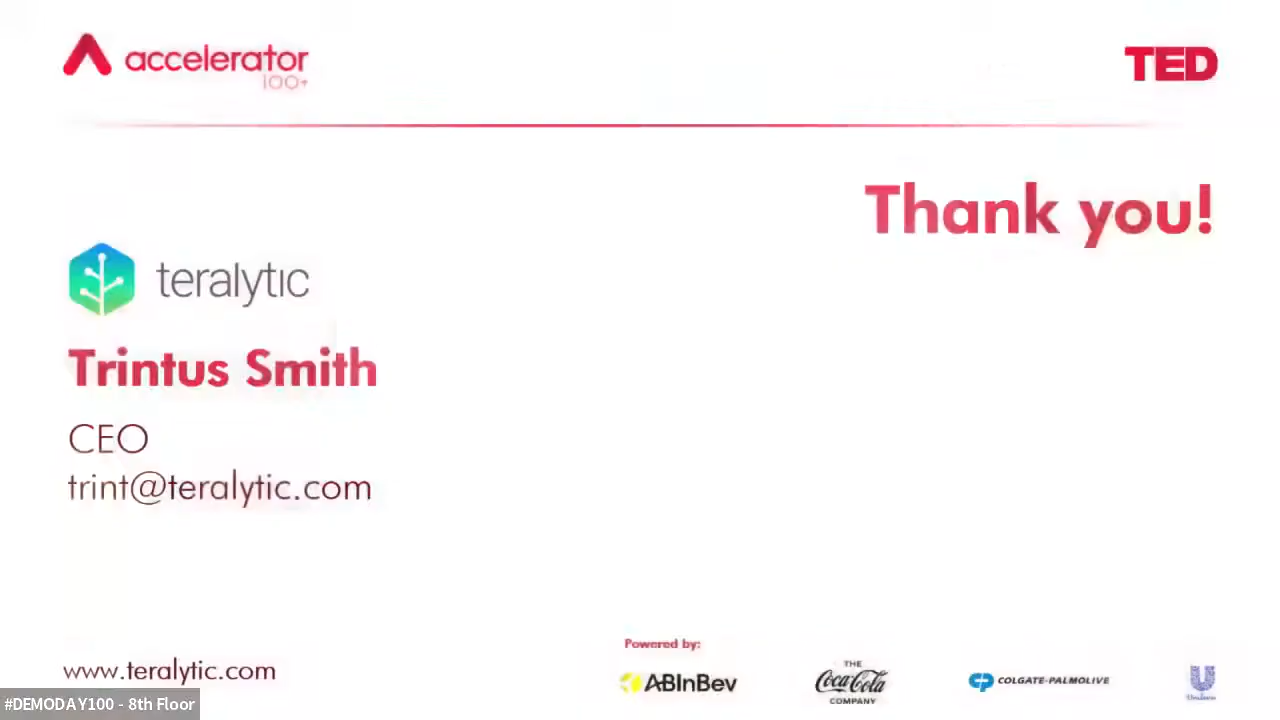 accelerator
100+
TED
Thank you!
teralytic
Trintus Smith
CEO
trint@teralytic.com
Powered by:
ABInBev
THE
Coca-Cola
COMPANY
COLGATE-PALMOLIVE
Unilever
www.teralytic.com
#DEMODAY100 - 8th Floor